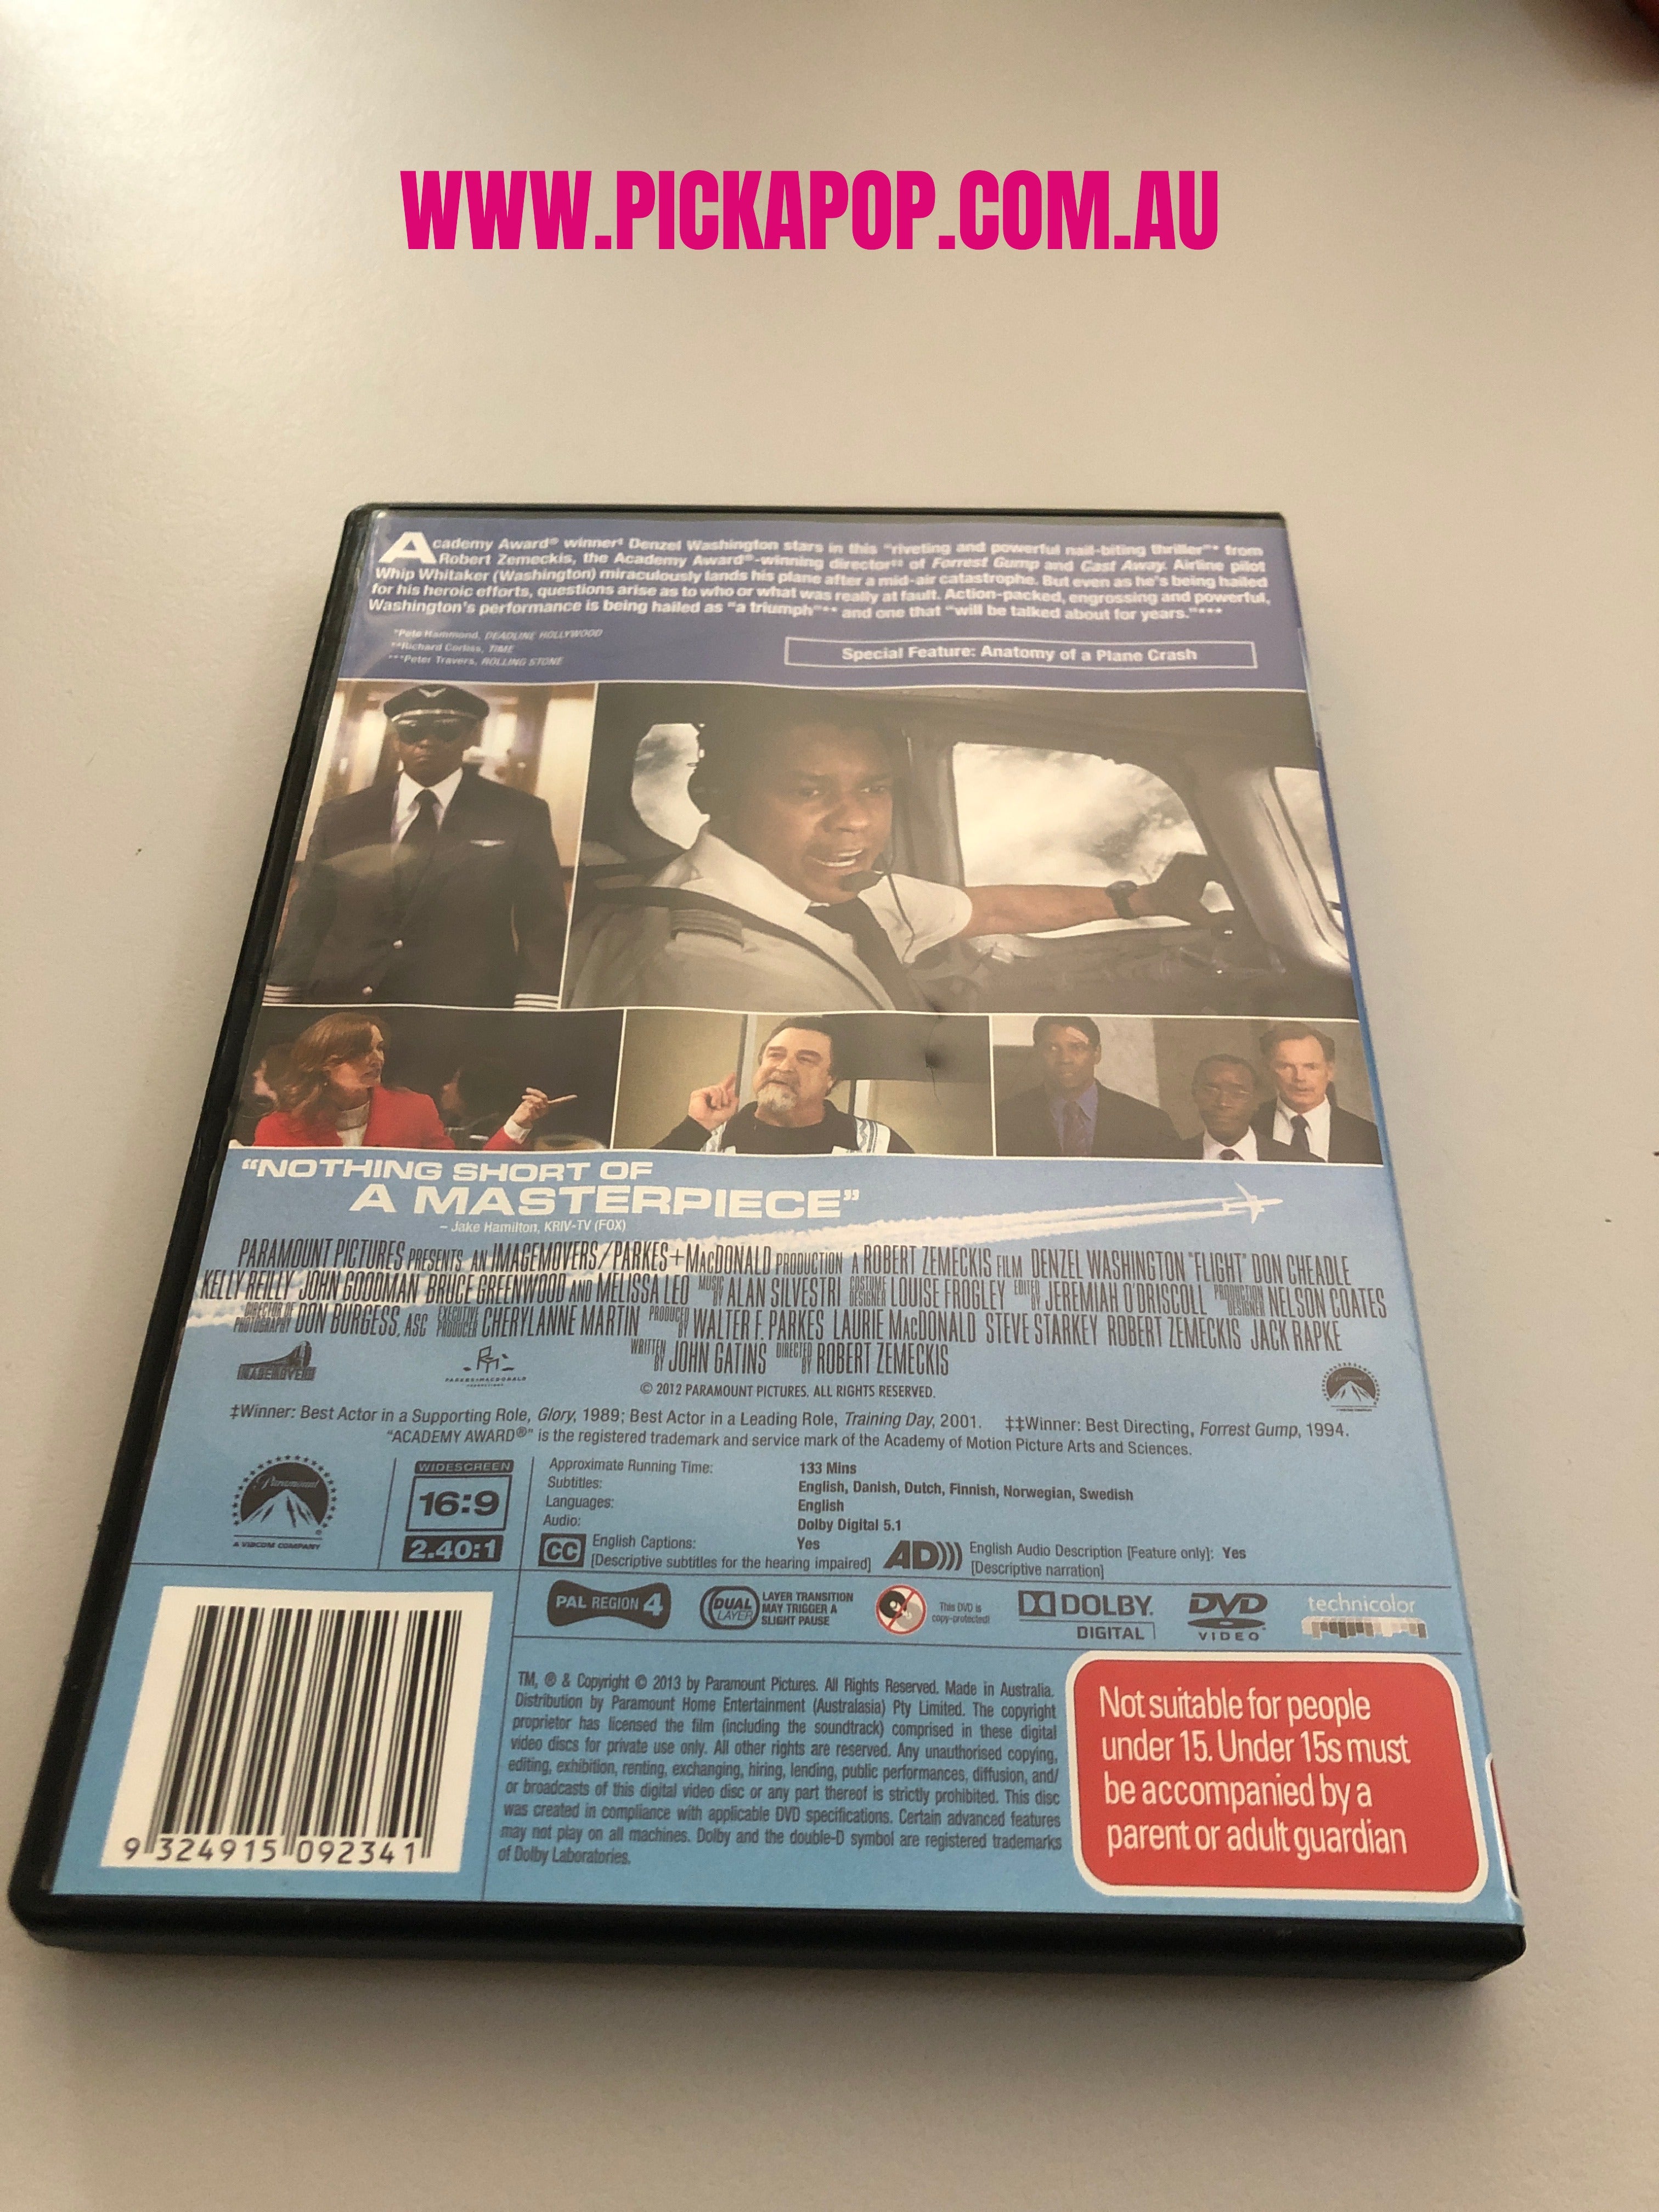 WWW.PICKAPOP.COM.AU
Academy Award® winner‡ Denzel Washington stars in this "riveting and powerful nail-biting thriller"* from
Robert Zemeckis, the Academy Award®-winning director‡‡ of Forrest Gump and Cast Away. Airline pilot
Whip Whitaker (Washington) miraculously lands his plane after a mid-air catastrophe. But even as he's being hailed
for his heroic efforts, questions arise as to who or what was really at fault. Action-packed, engrossing and powerful,
Washington's performance is being hailed as "a triumph"** and one that "will be talked about for years."***
*Pete Hammond, DEADLINE HOLLYWOOD
**Richard Corliss, TIME
***Peter Travers, ROLLING STONE
Special Feature: Anatomy of a Plane Crash
"NOTHING SHORT OF
A MASTERPIECE"
– Jake Hamilton, KRIV-TV (FOX)
PARAMOUNT PICTURES PRESENTS AN IMAGEMOVERS/PARKES+MACDONALD PRODUCTION A ROBERT ZEMECKIS FILM DENZEL WASHINGTON "FLIGHT" DON CHEADLE
KELLY REILLY JOHN GOODMAN BRUCE GREENWOOD AND MELISSA LEO MUSIC BY ALAN SILVESTRI COSTUME DESIGNER LOUISE FROGLEY EDITED BY JEREMIAH O'DRISCOLL PRODUCTION DESIGNER NELSON COATES
DIRECTOR OF PHOTOGRAPHY DON BURGESS, ASC EXECUTIVE PRODUCER CHERYLANNE MARTIN PRODUCED BY WALTER F. PARKES LAURIE MACDONALD STEVE STARKEY ROBERT ZEMECKIS JACK RAPKE
WRITTEN BY JOHN GATINS DIRECTED BY ROBERT ZEMECKIS
IMAGEMOVERS
PARKES+MACDONALD
Paramount
© 2012 PARAMOUNT PICTURES. ALL RIGHTS RESERVED.
‡Winner: Best Actor in a Supporting Role, Glory, 1989; Best Actor in a Leading Role, Training Day, 2001. ‡‡Winner: Best Directing, Forrest Gump, 1994.
"ACADEMY AWARD®" is the registered trademark and service mark of the Academy of Motion Picture Arts and Sciences.
Paramount
A VIACOM COMPANY
WIDESCREEN
16:9
2.40:1
Approximate Running Time: 133 Mins
Subtitles: English, Danish, Dutch, Finnish, Norwegian, Swedish
Languages: English
Audio: Dolby Digital 5.1
CC English Captions: Yes
[Descriptive subtitles for the hearing impaired]
AD))) English Audio Description [Feature only]: Yes
[Descriptive narration]
PAL REGION 4
DUAL LAYER
LAYER TRANSITION
MAY TRIGGER A
SLIGHT PAUSE
This DVD is
copy-protected!
DOLBY.
DIGITAL
DVD
VIDEO
technicolor
9 324915 092341
TM, ® & Copyright © 2013 by Paramount Pictures. All Rights Reserved. Made in Australia.
Distribution by Paramount Home Entertainment (Australasia) Pty Limited. The copyright
proprietor has licensed the film (including the soundtrack) comprised in these digital
video discs for private use only. All other rights are reserved. Any unauthorised copying,
editing, exhibition, renting, exchanging, hiring, lending, public performances, diffusion, and/
or broadcasts of this digital video disc or any part thereof is strictly prohibited. This disc
was created in compliance with applicable DVD specifications. Certain advanced features
may not play on all machines. Dolby and the double-D symbol are registered trademarks
of Dolby Laboratories.
Not suitable for people
under 15. Under 15s must
be accompanied by a
parent or adult guardian